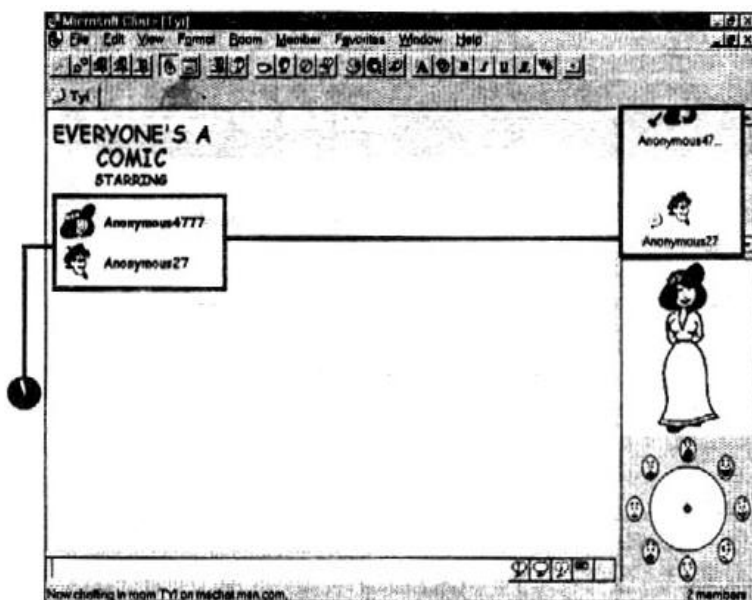 Microsoft Chat - [Tyl]
File Edit View Format Room Member Favorites Window Help
Tyl
EVERYONE'S A
COMIC
STARRING
Anonymous4777
Anonymous27
Anonymous47...
Anonymous27
Now chatting in room Tyl on mschat.msn.com.
2 members